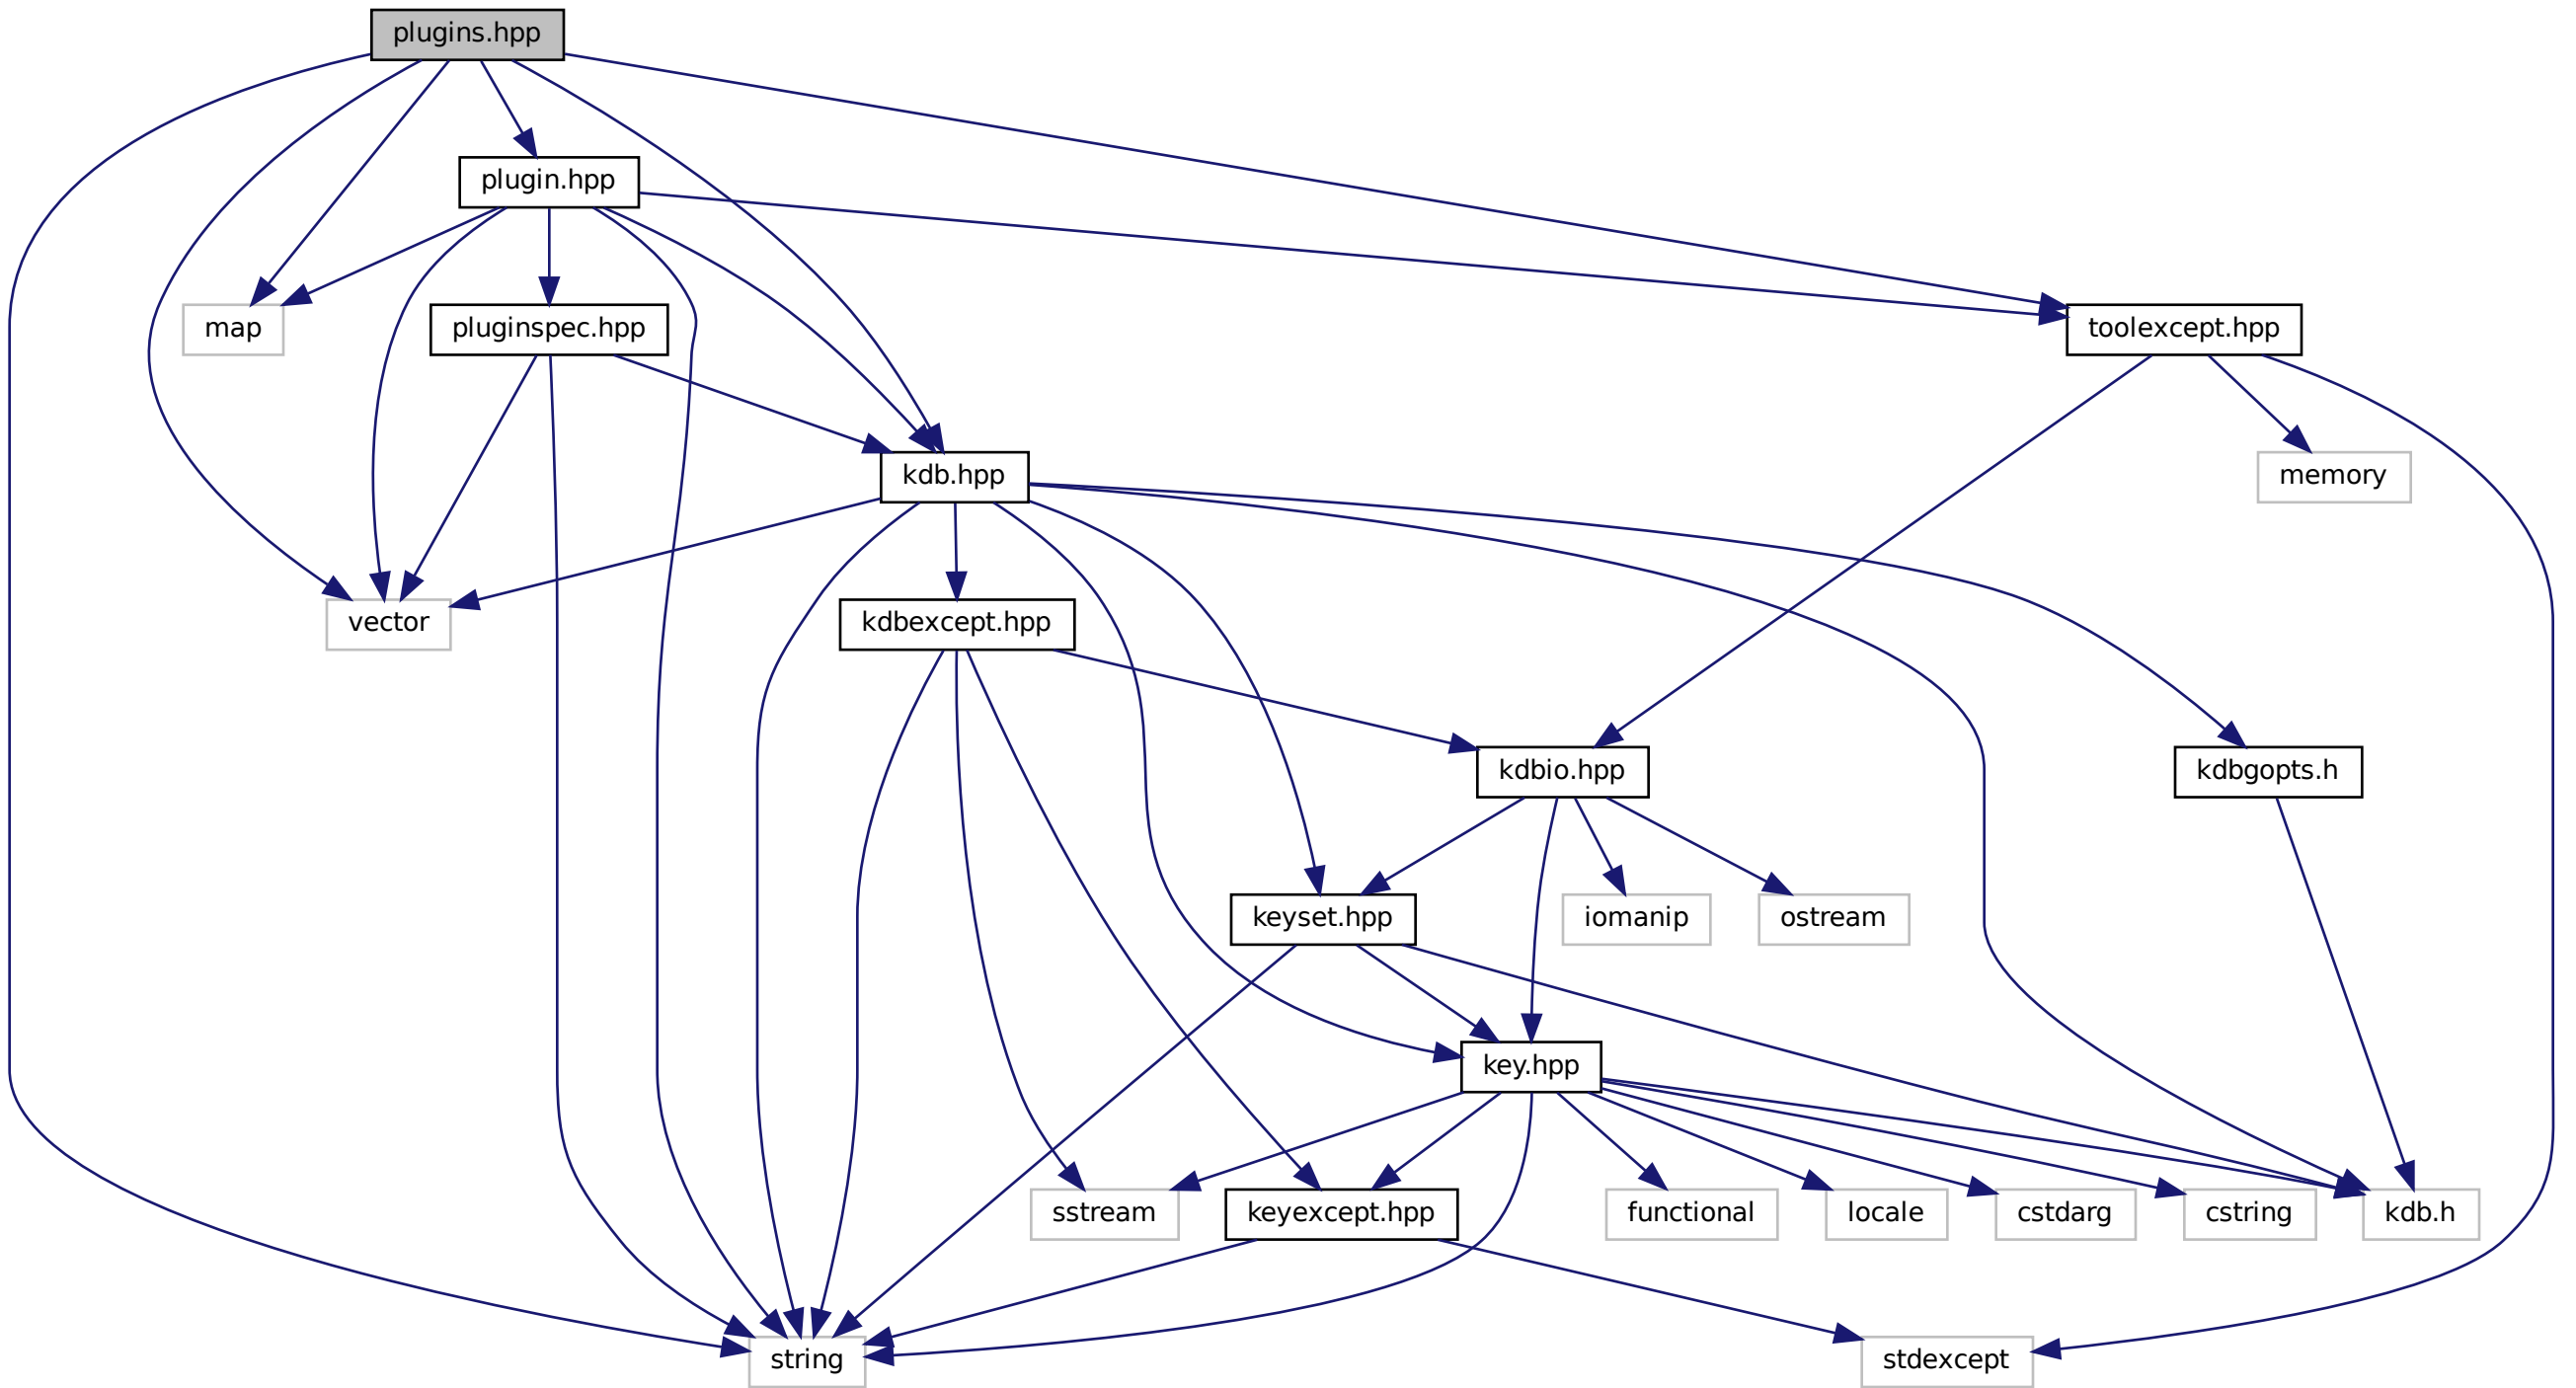 plugins.hpp
plugin.hpp
map
pluginspec.hpp
toolexcept.hpp
kdb.hpp
memory
vector
kdbexcept.hpp
kdbio.hpp
kdbgopts.h
keyset.hpp
iomanip
ostream
key.hpp
sstream
keyexcept.hpp
functional
locale
cstdarg
cstring
kdb.h
string
stdexcept